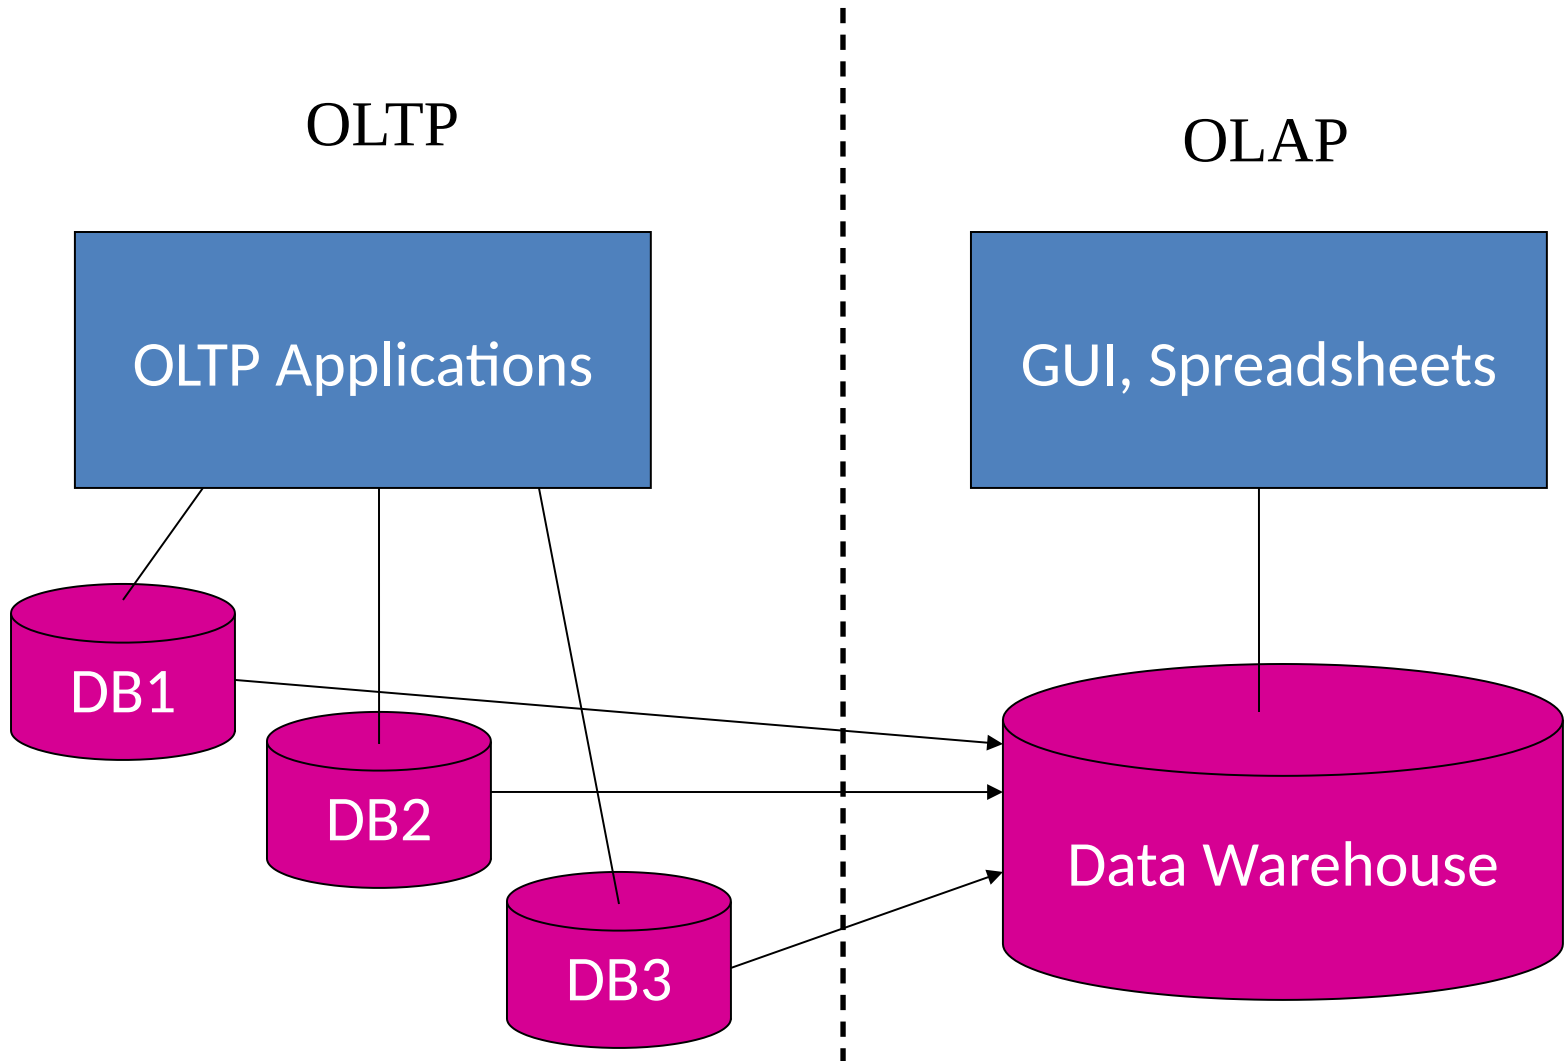 OLTP
OLAP
OLTP Applications
GUI, Spreadsheets
DB1
DB2
Data Warehouse
DB3